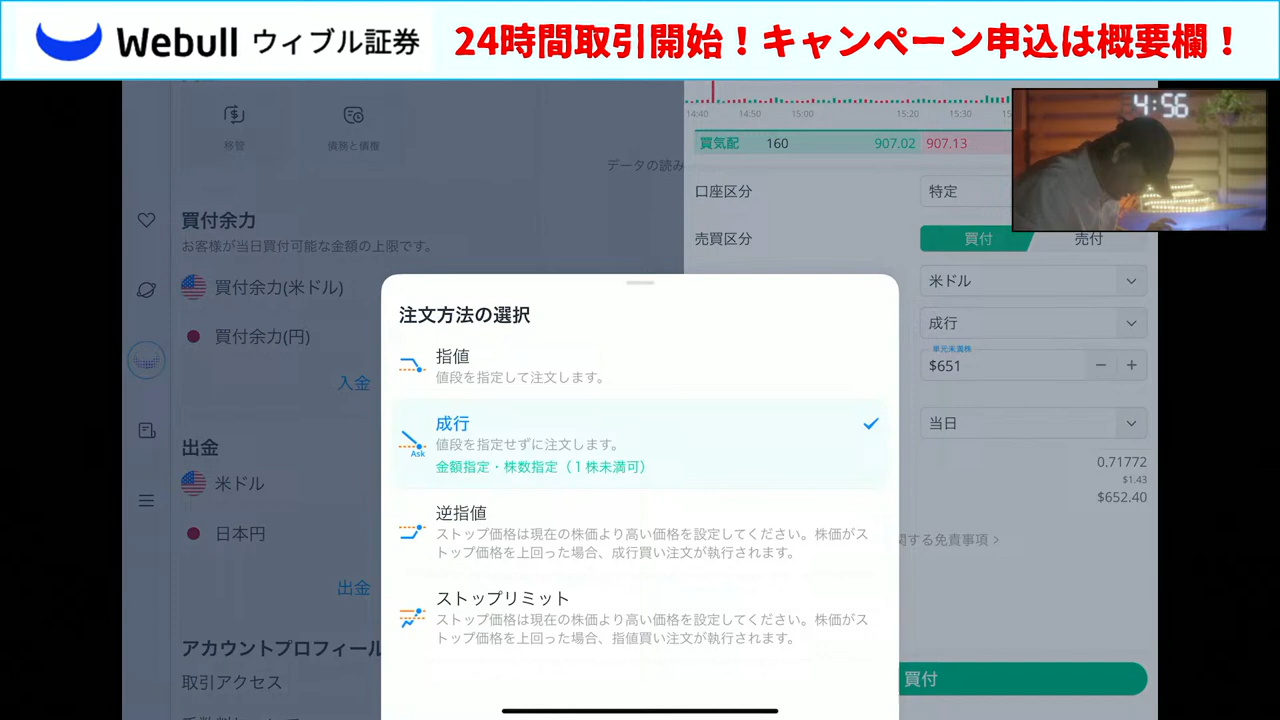 Webull ウィブル証券
24時間取引開始！キャンペーン申込は概要欄！
4:56
移管
債務と債権
データの読み
買付余力
お客様が当日買付可能な金額の上限です。
買付余力(米ドル)
買付余力(円)
入金
出金
米ドル
日本円
出金
アカウントプロフィール
取引アクセス
14:40 14:50 15:00 15:20 15:30
買気配 160 907.02 907.13
口座区分 特定
売買区分 買付 売付
米ドル
成行
単元未満株
$651
当日
0.71772
$1.43
$652.40
関する免責事項 >
買付
注文方法の選択
指値
値段を指定して注文します。
成行
値段を指定せずに注文します。
金額指定・株数指定（１株未満可）
Ask
逆指値
ストップ価格は現在の株価より高い価格を設定してください。株価がス
トップ価格を上回った場合、成行買い注文が執行されます。
ストップリミット
ストップ価格は現在の株価より高い価格を設定してください。株価がス
トップ価格を上回った場合、指値買い注文が執行されます。